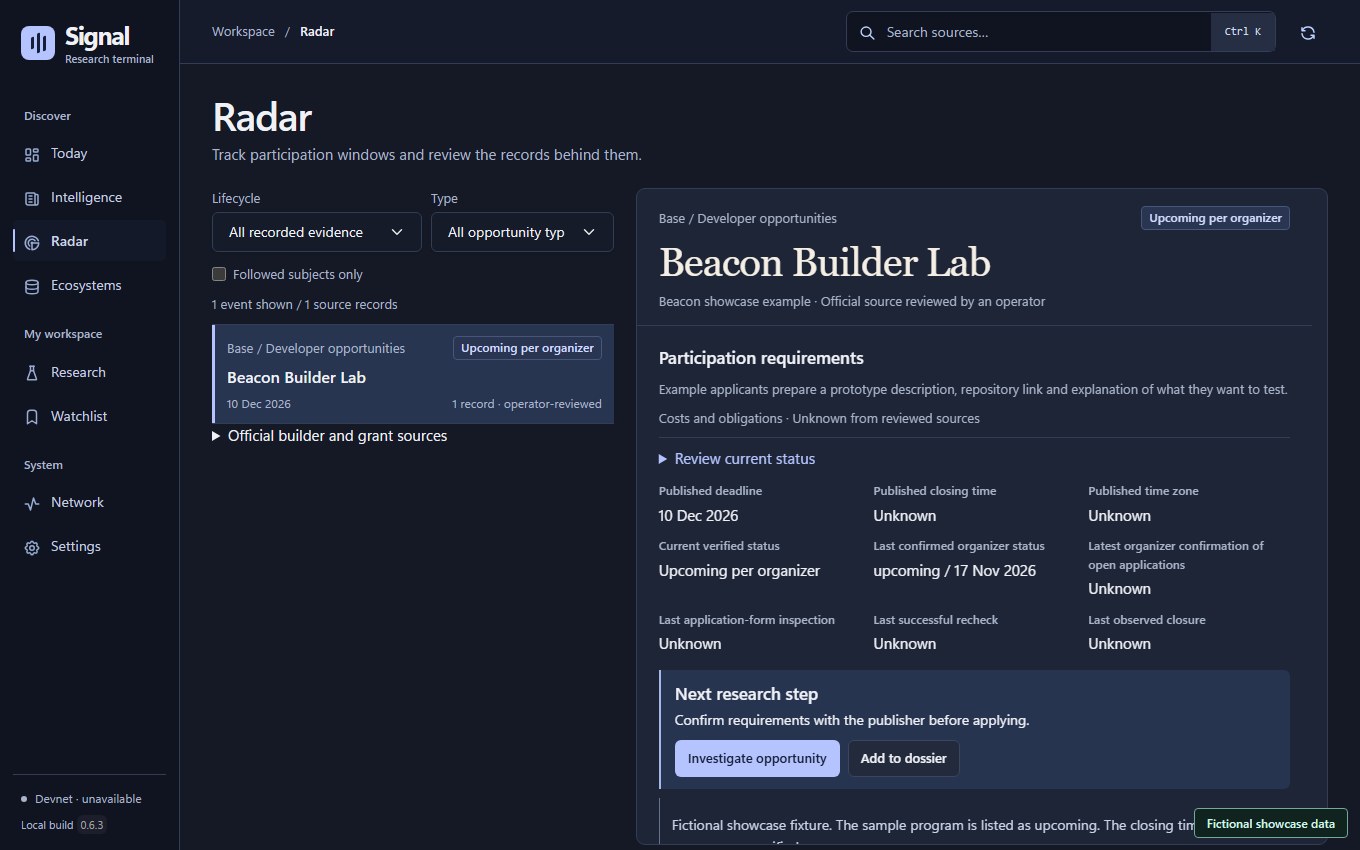 Signal
Research terminal
Discover
Today
Intelligence
Radar
Ecosystems
My workspace
Research
Watchlist
System
Network
Settings
Devnet · unavailable
Local build 0.6.3
Workspace / Radar
Search sources...
Ctrl K
Radar
Track participation windows and review the records behind them.
Lifecycle
Type
All recorded evidence
All opportunity typ
Followed subjects only
1 event shown / 1 source records
Base / Developer opportunities
Upcoming per organizer
Beacon Builder Lab
10 Dec 2026
1 record · operator-reviewed
Official builder and grant sources
Base / Developer opportunities
Upcoming per organizer
Beacon Builder Lab
Beacon showcase example · Official source reviewed by an operator
Participation requirements
Example applicants prepare a prototype description, repository link and explanation of what they want to test.
Costs and obligations · Unknown from reviewed sources
Review current status
Published deadline
10 Dec 2026
Published closing time
Unknown
Published time zone
Unknown
Current verified status
Upcoming per organizer
Last confirmed organizer status
upcoming / 17 Nov 2026
Latest organizer confirmation of
open applications
Unknown
Last application-form inspection
Unknown
Last successful recheck
Unknown
Last observed closure
Unknown
Next research step
Confirm requirements with the publisher before applying.
Investigate opportunity
Add to dossier
Fictional showcase fixture. The sample program is listed as upcoming. The closing
Fictional showcase data